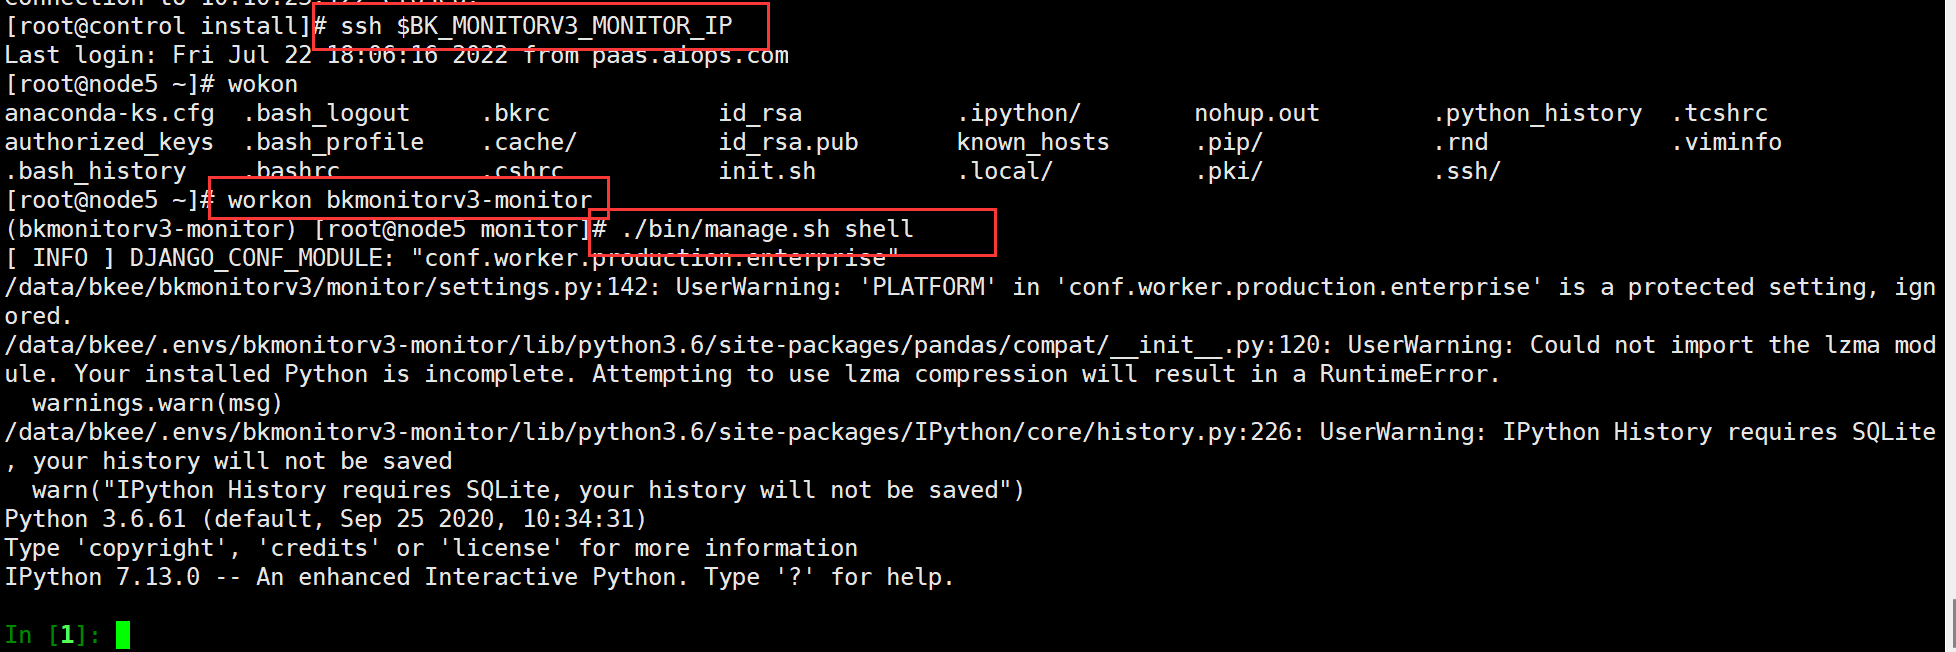 [root@control install]# ssh $BK_MONITORV3_MONITOR_IP
Last login: Fri Jul 22 18:06:16 2022 from paas.aiops.com
[root@node5 ~]# wokon
anaconda-ks.cfg  .bash_logout     .bkrc            id_rsa           .ipython/        nohup.out        .python_history  .tcshrc
authorized_keys  .bash_profile    .cache/          id_rsa.pub       known_hosts      .pip/            .rnd             .viminfo
.bash_history    .bashrc          .cshrc           init.sh          .local/          .pki/            .ssh/
[root@node5 ~]# workon bkmonitorv3-monitor
(bkmonitorv3-monitor) [root@node5 monitor]# ./bin/manage.sh shell
[ INFO ] DJANGO_CONF_MODULE: "conf.worker.production.enterprise"
/data/bkee/bkmonitorv3/monitor/settings.py:142: UserWarning: 'PLATFORM' in 'conf.worker.production.enterprise' is a protected setting, ign
ored.
/data/bkee/.envs/bkmonitorv3-monitor/lib/python3.6/site-packages/pandas/compat/__init__.py:120: UserWarning: Could not import the lzma mod
ule. Your installed Python is incomplete. Attempting to use lzma compression will result in a RuntimeError.
  warnings.warn(msg)
/data/bkee/.envs/bkmonitorv3-monitor/lib/python3.6/site-packages/IPython/core/history.py:226: UserWarning: IPython History requires SQLite
, your history will not be saved
  warn("IPython History requires SQLite, your history will not be saved")
Python 3.6.61 (default, Sep 25 2020, 10:34:31)
Type 'copyright', 'credits' or 'license' for more information
IPython 7.13.0 -- An enhanced Interactive Python. Type '?' for help.
In [1]: